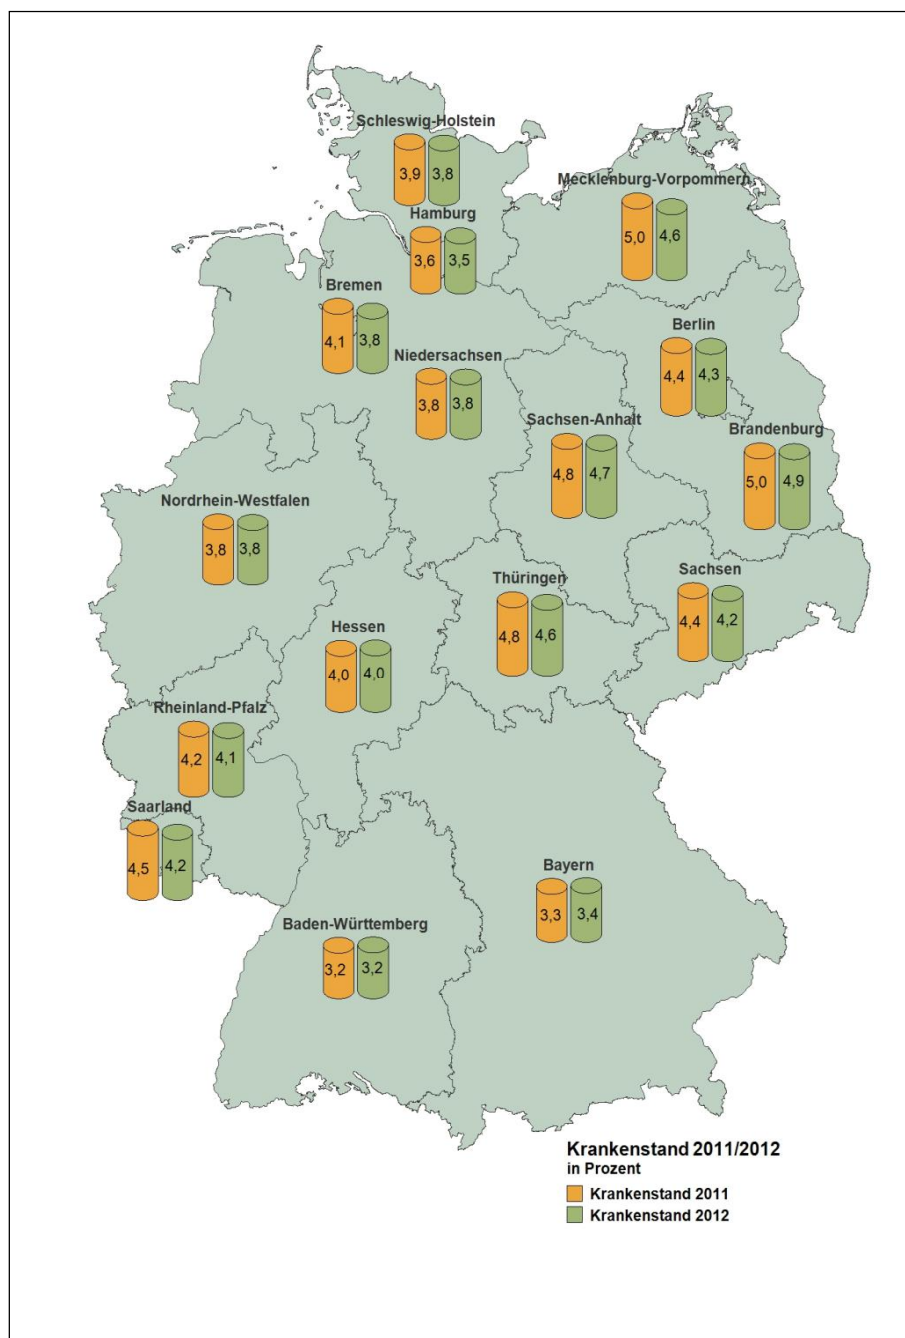 Schleswig-Holstein
3,9 3,8
Mecklenburg-Vorpommern
5,0 4,6
Hamburg
3,6 3,5
Bremen
4,1 3,8
Berlin
4,4 4,3
Niedersachsen
3,8 3,8
Sachsen-Anhalt
4,8 4,7
Brandenburg
5,0 4,9
Nordrhein-Westfalen
3,8 3,8
Thüringen
4,8 4,6
Sachsen
4,4 4,2
Hessen
4,0 4,0
Rheinland-Pfalz
4,2 4,1
Saarland
4,5 4,2
Bayern
3,3 3,4
Baden-Württemberg
3,2 3,2
Krankenstand 2011/2012
in Prozent
Krankenstand 2011
Krankenstand 2012